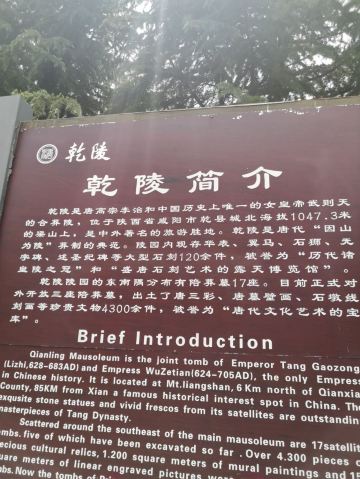 乾陵
乾陵简介
乾陵是唐高宗李治和中国历史上唯一的女皇帝武则天
的合葬陵，位于陕西省咸阳市乾县城北海拔1047.3米
的梁山上，是中外著名的旅游胜地。乾陵是唐代“因山
为陵”葬制的典范。陵园内现存华表、翼马、石狮、无
字碑、述圣纪碑等大型石刻120余件，被誉为“历代诸
皇陵之冠”和“盛唐石刻艺术的露天博览馆”。
乾陵陵园的东南隅分布有陪葬墓17座。目前正式对
外开放三座陪葬墓，出土了唐三彩、唐墓壁画、石墩线
刻画等珍贵文物4300余件，被誉为“唐代文化艺术的宝
库”。
Brief Introduction
Qianling Mausoleum is the joint tomb of Emperor Tang Gaozong
(Lizhi,628-683AD) and Empress WuZetian(624-705AD), the only Empress
in Chinese history. It is located at Mt.liangshan, 6 Km north of Qianxian
County, 85KM from Xian a famous historical interest spot in China. The
exqusite stone statues and vivid frescos from its satellites are outstanding
masterpieces of Tang Dynasty.
Scattered around the southeast of the main mausoleum are 17satellite
tombs. five of which have been excavated so far . Over 4.300 pieces of
precious cultural relics, 1.200 square meters of mural paintings and 15
square meters of linear engraved pictures were
tombs. Now the tombs of